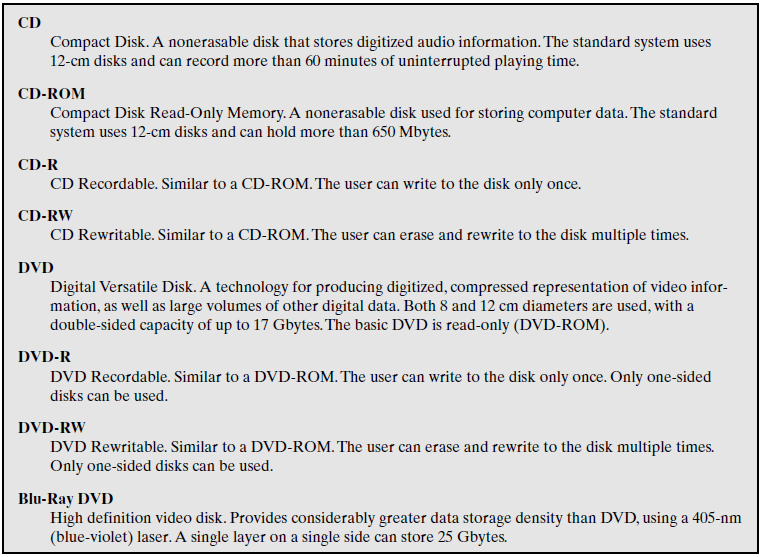 CD
Compact Disk. A nonerasable disk that stores digitized audio information. The standard system uses
12-cm disks and can record more than 60 minutes of uninterrupted playing time.
CD-ROM
Compact Disk Read-Only Memory. A nonerasable disk used for storing computer data. The standard
system uses 12-cm disks and can hold more than 650 Mbytes.
CD-R
CD Recordable. Similar to a CD-ROM. The user can write to the disk only once.
CD-RW
CD Rewritable. Similar to a CD-ROM. The user can erase and rewrite to the disk multiple times.
DVD
Digital Versatile Disk. A technology for producing digitized, compressed representation of video infor-
mation, as well as large volumes of other digital data. Both 8 and 12 cm diameters are used, with a
double-sided capacity of up to 17 Gbytes. The basic DVD is read-only (DVD-ROM).
DVD-R
DVD Recordable. Similar to a DVD-ROM. The user can write to the disk only once. Only one-sided
disks can be used.
DVD-RW
DVD Rewritable. Similar to a DVD-ROM. The user can erase and rewrite to the disk multiple times.
Only one-sided disks can be used.
Blu-Ray DVD
High definition video disk. Provides considerably greater data storage density than DVD, using a 405-nm
(blue-violet) laser. A single layer on a single side can store 25 Gbytes.